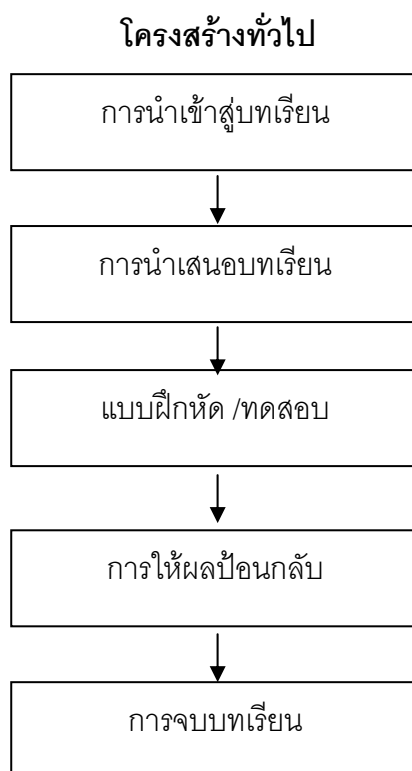 โครงสร้างทั่วไป
การนำเข้าสู่บทเรียน
การนำเสนอบทเรียน
แบบฝึกหัด /ทดสอบ
การให้ผลป้อนกลับ
การจบบทเรียน